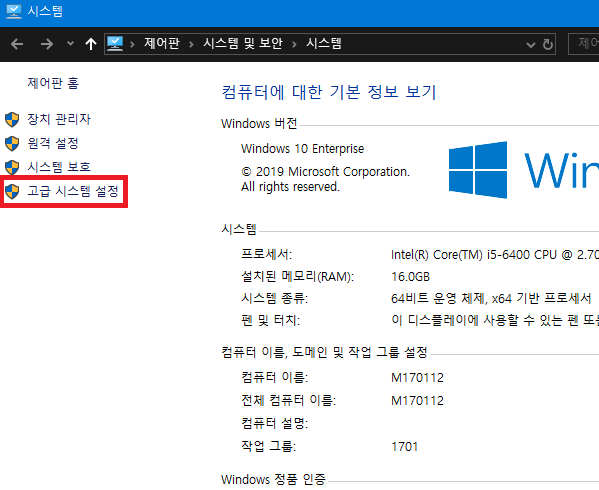 시스템
제어판 > 시스템 및 보안 > 시스템
제어
제어판 홈
장치 관리자
원격 설정
시스템 보호
고급 시스템 설정
컴퓨터에 대한 기본 정보 보기
Windows 버전
Windows 10 Enterprise
© 2019 Microsoft Corporation.
All rights reserved.
Win
시스템
프로세서: Intel(R) Core(TM) i5-6400 CPU @ 2.70
설치된 메모리(RAM): 16.0GB
시스템 종류: 64비트 운영 체제, x64 기반 프로세서
펜 및 터치: 이 디스플레이에 사용할 수 있는 펜 또는
컴퓨터 이름, 도메인 및 작업 그룹 설정
컴퓨터 이름: M170112
전체 컴퓨터 이름: M170112
컴퓨터 설명:
작업 그룹: 1701
Windows 정품 인증